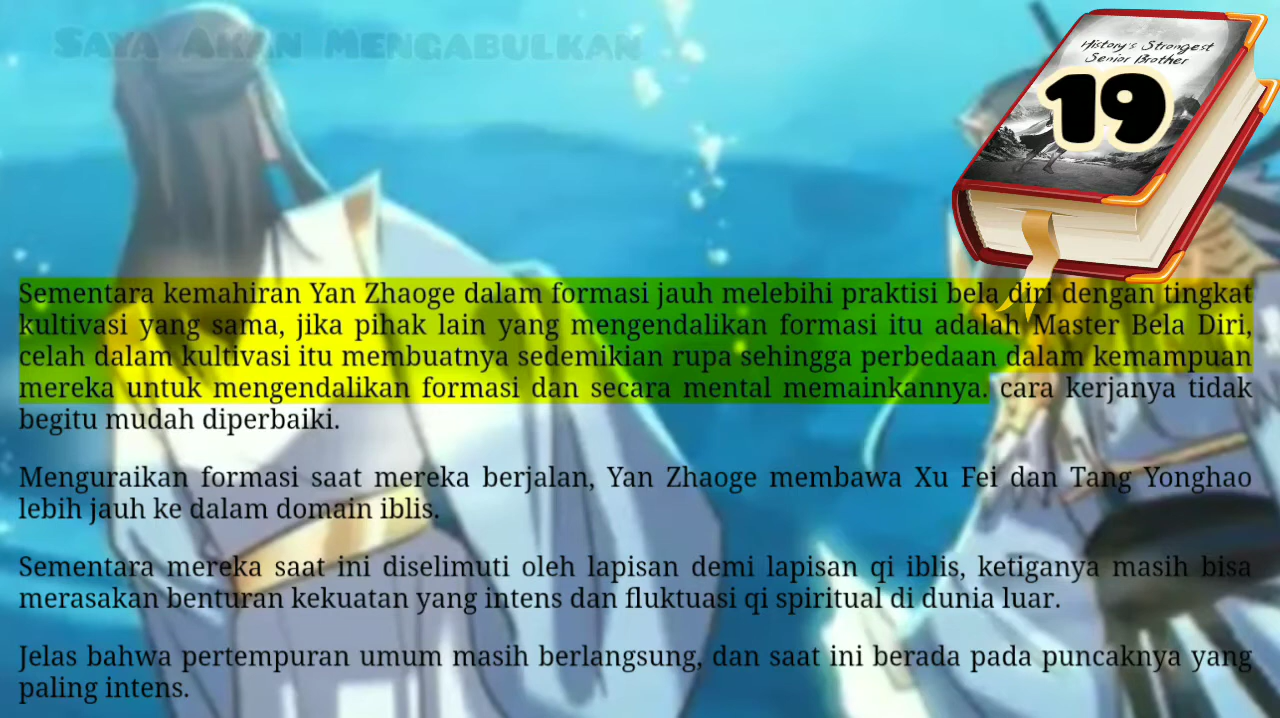 Saya Akan Mengabulkan
History's Strongest
Senior Brother
19
Sementara kemahiran Yan Zhaoge dalam formasi jauh melebihi praktisi bela diri dengan tingkat
kultivasi yang sama, jika pihak lain yang mengendalikan formasi itu adalah Master Bela Diri,
celah dalam kultivasi itu membuatnya sedemikian rupa sehingga perbedaan dalam kemampuan
mereka untuk mengendalikan formasi dan secara mental memainkannya. cara kerjanya tidak
begitu mudah diperbaiki.
Menguraikan formasi saat mereka berjalan, Yan Zhaoge membawa Xu Fei dan Tang Yonghao
lebih jauh ke dalam domain iblis.
Sementara mereka saat ini diselimuti oleh lapisan demi lapisan qi iblis, ketiganya masih bisa
merasakan benturan kekuatan yang intens dan fluktuasi qi spiritual di dunia luar.
Jelas bahwa pertempuran umum masih berlangsung, dan saat ini berada pada puncaknya yang
paling intens.